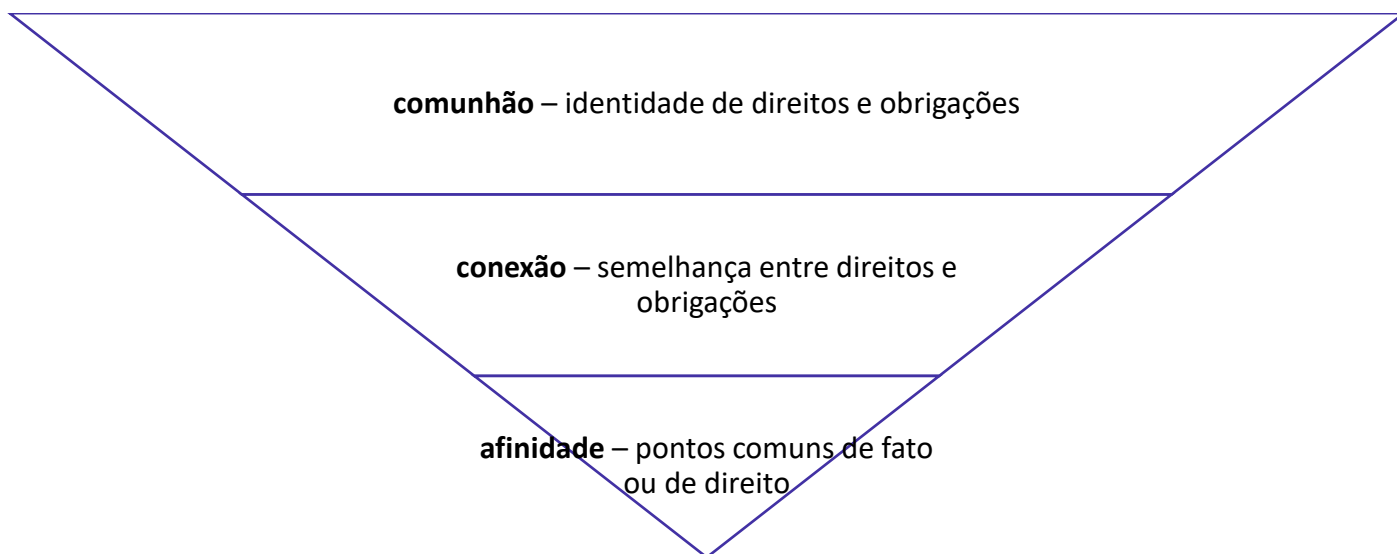 comunhão – identidade de direitos e obrigações
conexão – semelhança entre direitos e
obrigações
afinidade – pontos comuns de fato
ou de direito